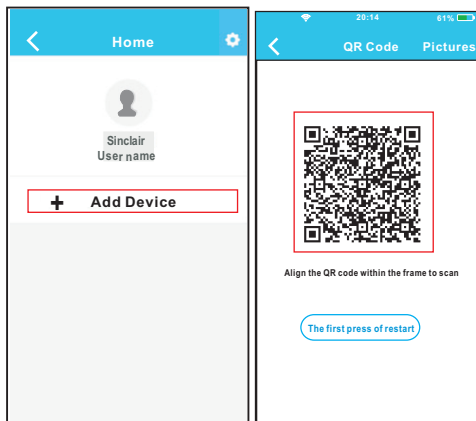 Home
Sinclair
User name
+ Add Device
20:14 61%
QR Code Pictures
Align the QR code within the frame to scan
The first press of restart